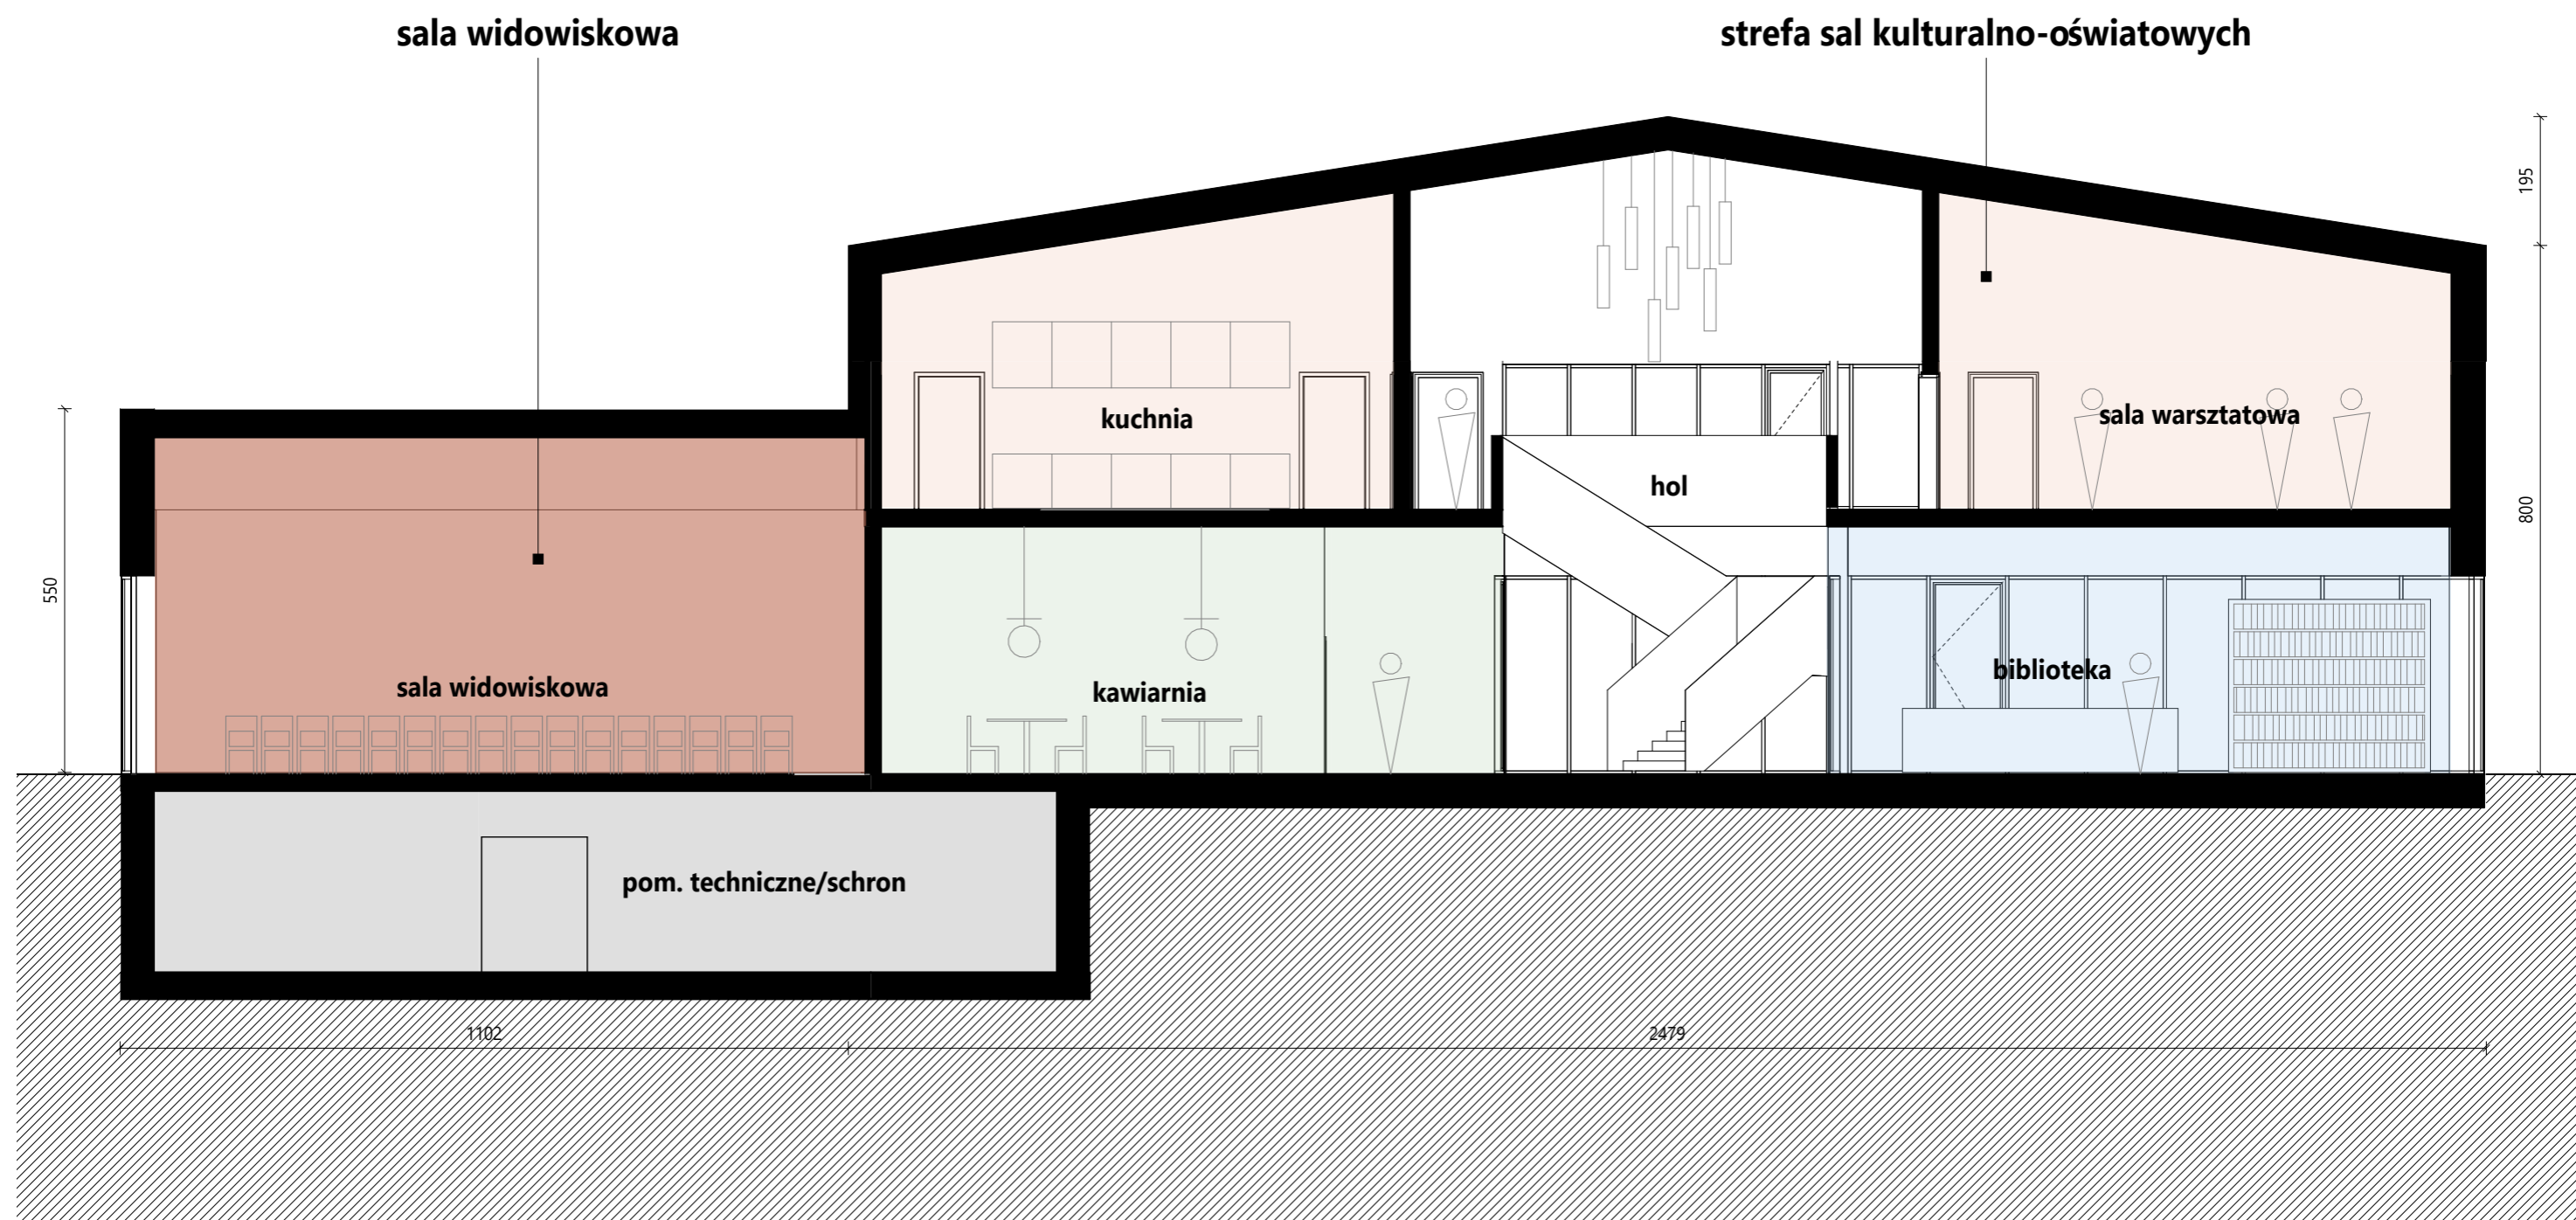 sala widowiskowa
strefa sal kulturalno-oświatowych
195
kuchnia
sala warsztatowa
hol
800
550
sala widowiskowa
kawiarnia
biblioteka
pom. techniczne/schron
1102
2479